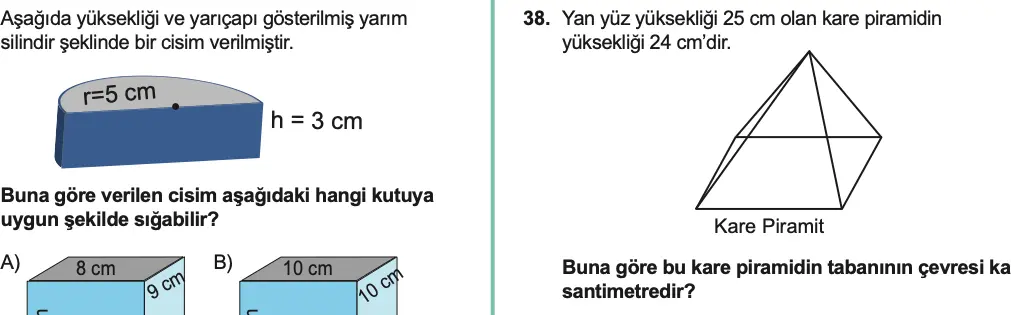 Aşağıda yüksekliği ve yarıçapı gösterilmiş yarım
silindir şeklinde bir cisim verilmiştir.
r=5 cm
h = 3 cm
Buna göre verilen cisim aşağıdaki hangi kutuya
uygun şekilde sığabilir?
A)
8 cm
9 cm
B)
10 cm
10 cm
38. Yan yüz yüksekliği 25 cm olan kare piramidin
yüksekliği 24 cm’dir.
Kare Piramit
Buna göre bu kare piramidin tabanının çevresi ka
santimetredir?